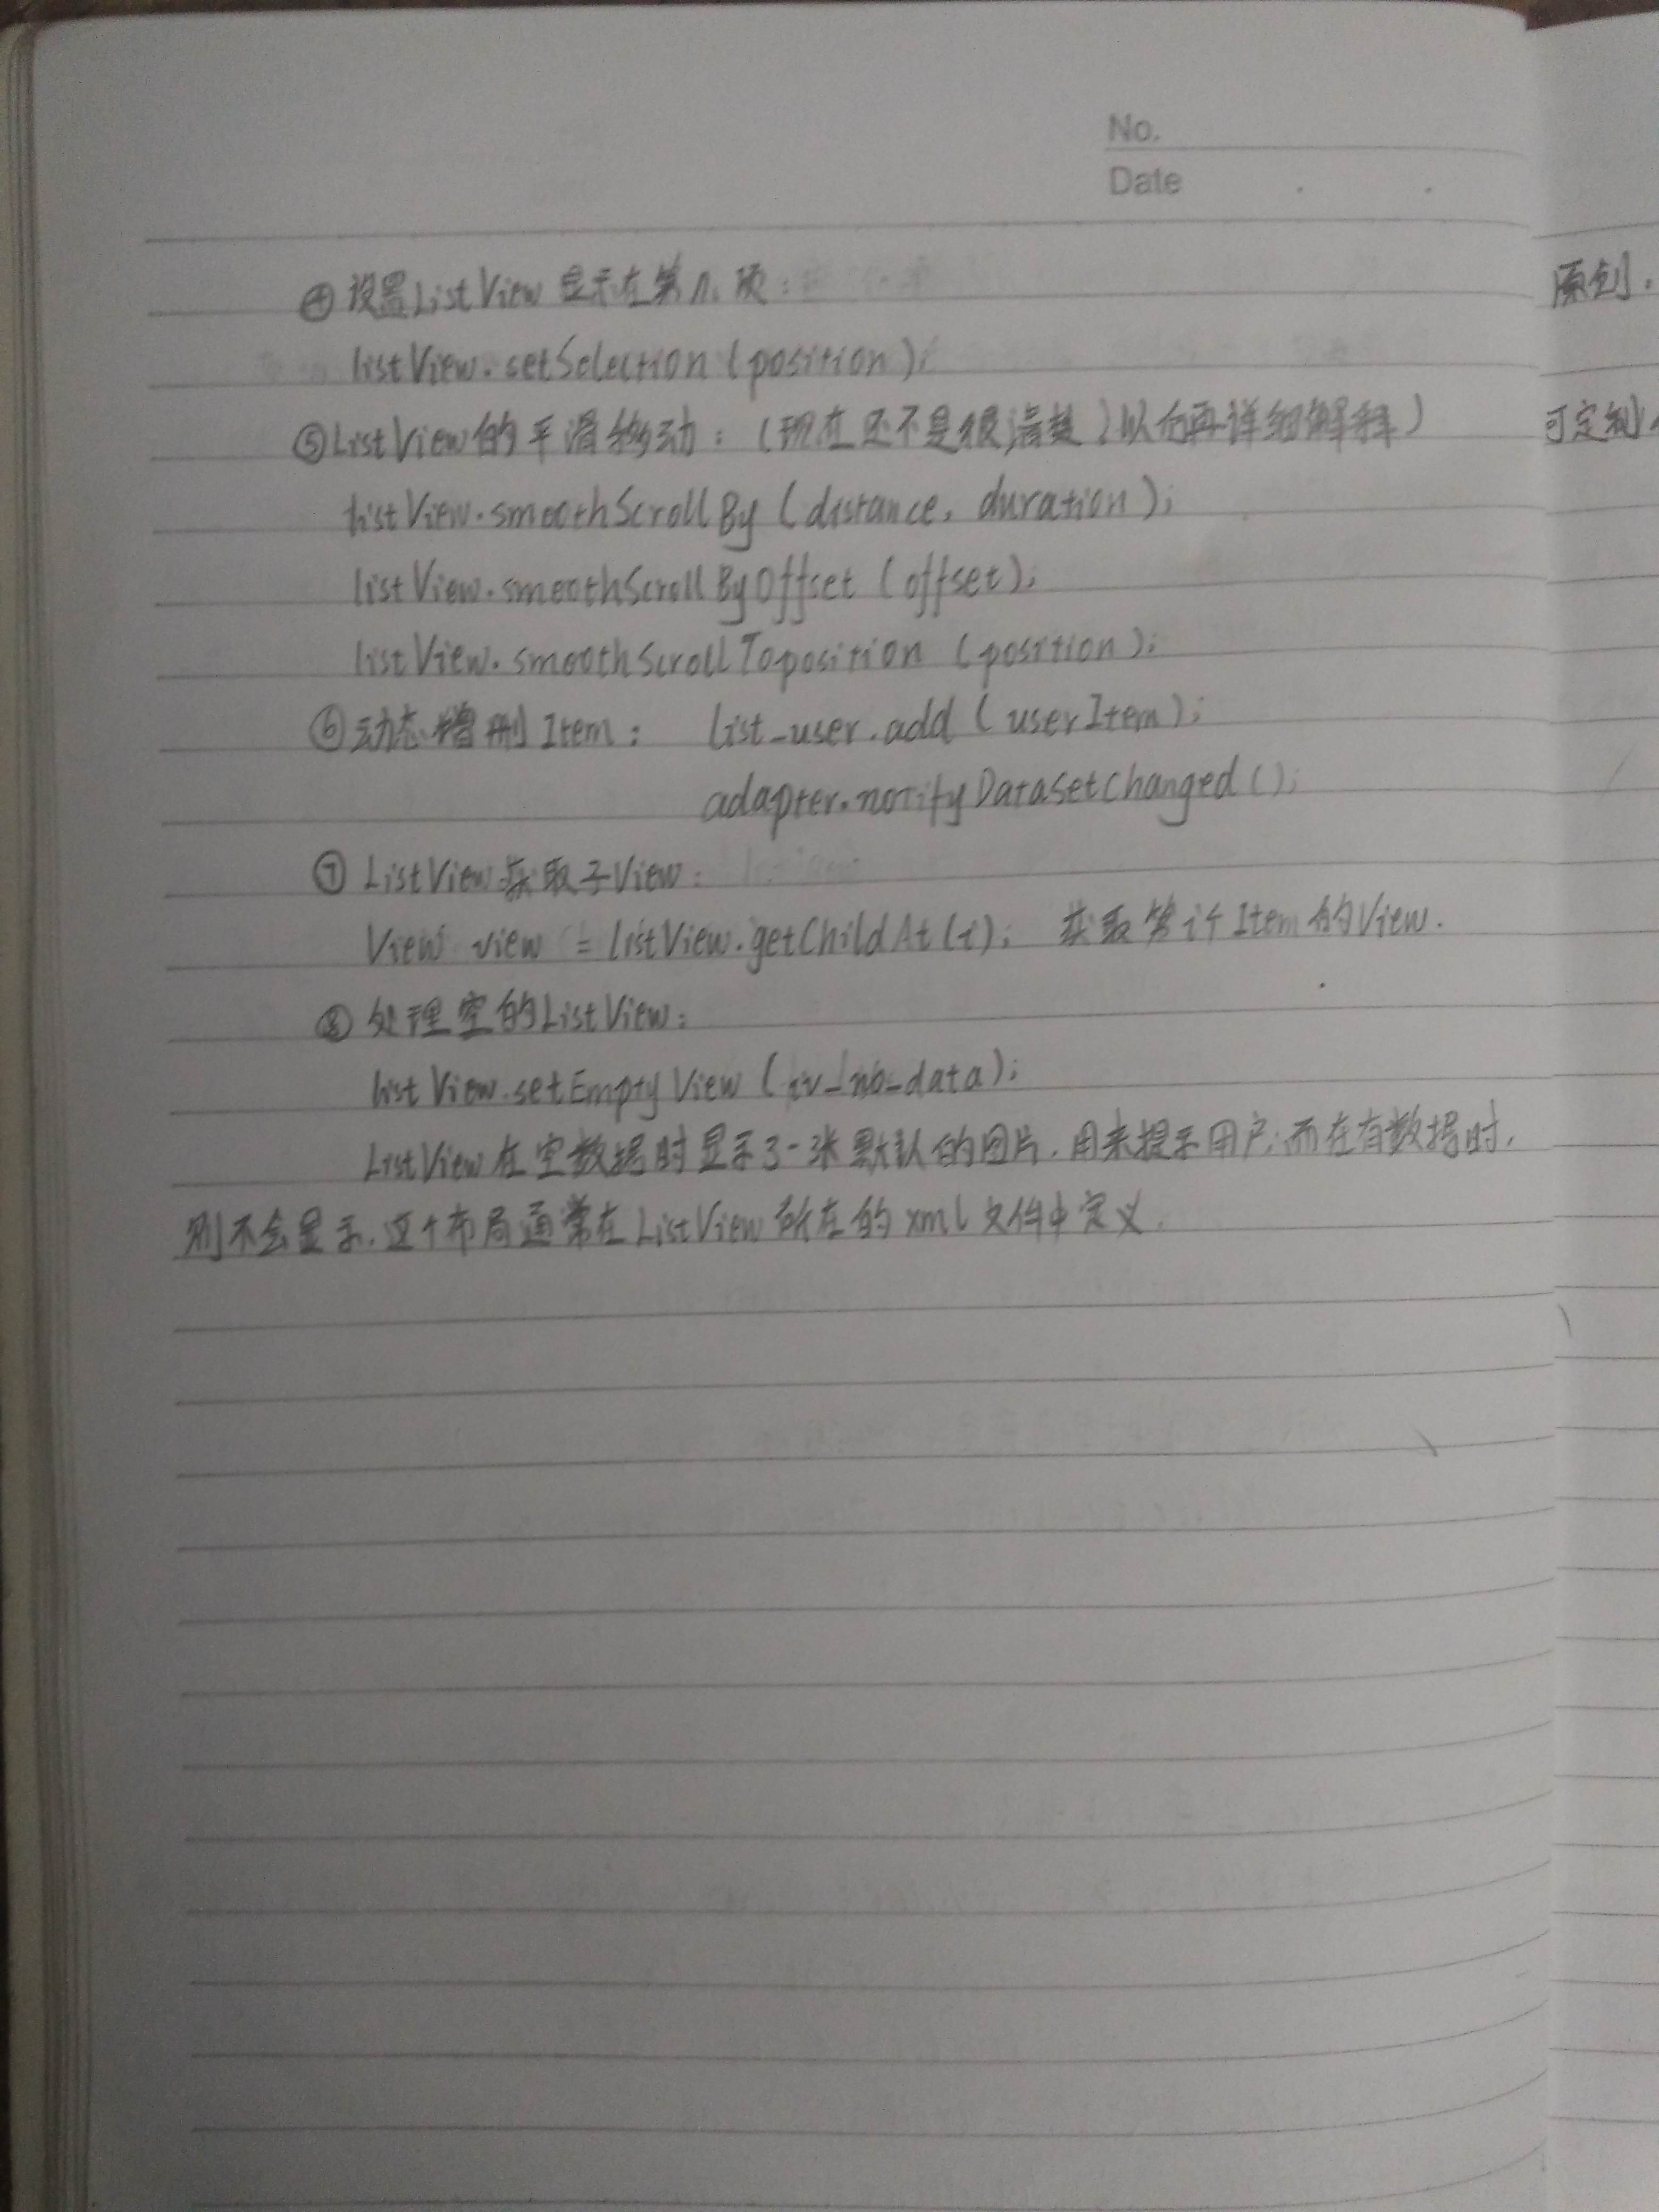 No.
Date
④设置ListView显示在第几项:
listView.setSelection(position);
⑤ListView的平滑移动:(现在还不是很清楚)以后再详细解释)
listView.smoothScrollBy(distance, duration);
listView.smoothScrollByOffset(offset);
listView.smoothScrollToposition(position);
⑥动态增删Item: list_user.add(userItem);
adapter.notifyDataSetChanged();
⑦ListView获取子View:
View view = listView.getChildAt(i); 获取第i个Item的View.
⑧处理空的ListView:
listView.setEmptyView(iv_no_data);
ListView在空数据时显示了一张默认的图片,用来提示用户;而在有数据时,
则不会显示.这个布局通常在ListView所在的xml文件中定义.
原创.
可定制